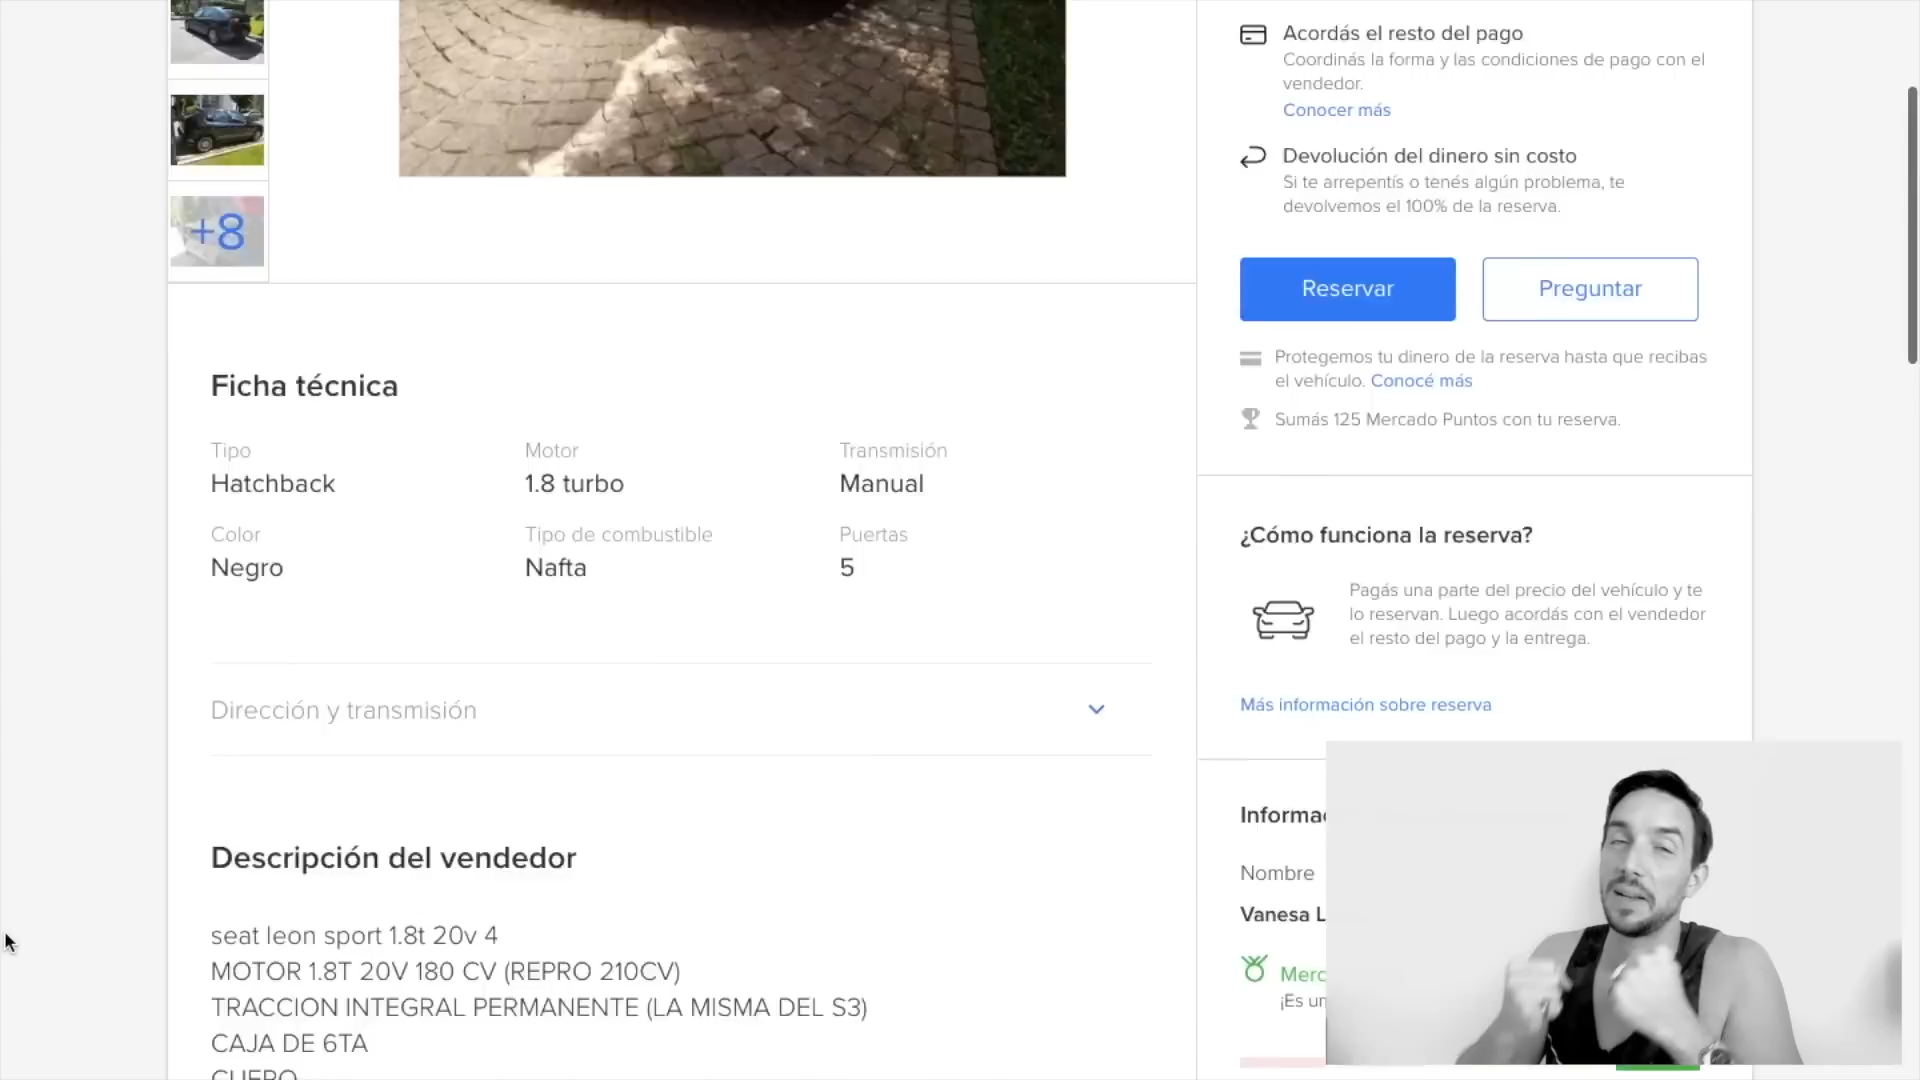 +8
Ficha técnica
Tipo
Hatchback
Motor
1.8 turbo
Transmisión
Manual
Color
Negro
Tipo de combustible
Nafta
Puertas
5
Dirección y transmisión
Descripción del vendedor
seat leon sport 1.8t 20v 4
MOTOR 1.8T 20V 180 CV (REPRO 210CV)
TRACCION INTEGRAL PERMANENTE (LA MISMA DEL S3)
CAJA DE 6TA
CUERO
Acordás el resto del pago
Coordinás la forma y las condiciones de pago con el
vendedor.
Conocer más
Devolución del dinero sin costo
Si te arrepentís o tenés algún problema, te
devolvemos el 100% de la reserva.
Reservar
Preguntar
Protegemos tu dinero de la reserva hasta que recibas
el vehículo. Conocé más
Sumás 125 Mercado Puntos con tu reserva.
¿Cómo funciona la reserva?
Pagás una parte del precio del vehículo y te
lo reservan. Luego acordás con el vendedor
el resto del pago y la entrega.
Más información sobre reserva
Informa
Nombre
Vanesa L
Merc
¡Es un